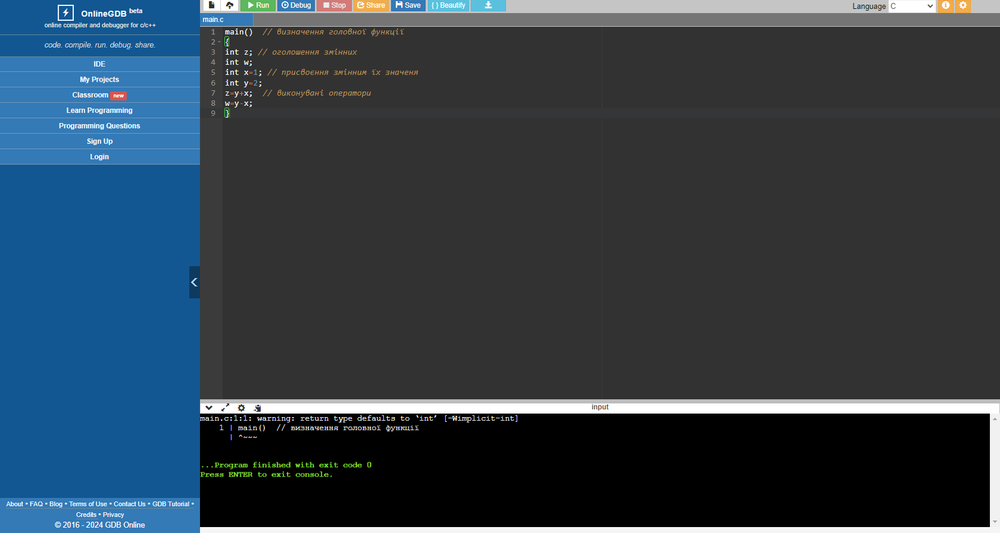 OnlineGDB beta
online compiler and debugger for c/c++
code. compile. run. debug. share.
IDE
My Projects
Classroom new
Learn Programming
Programming Questions
Sign Up
Login
About • FAQ • Blog • Terms of Use • Contact Us • GDB Tutorial •
Credits • Privacy
© 2016 - 2024 GDB Online
Run Debug Stop Share Save { } Beautify Language C
main.c
1 main()  // визначення головної функції
2 {
3 int z; // оголошення змінних
4 int w;
5 int x=1; // присвоєння змінним їх значеня
6 int y=2;
7 z=y+x;  // виконувані оператори
8 w=y-x;
9 }
input
main.c:1:1: warning: return type defaults to ‘int’ [-Wimplicit-int]
1 | main()  // визначення головної функції
| ^~~~
...Program finished with exit code 0
Press ENTER to exit console.